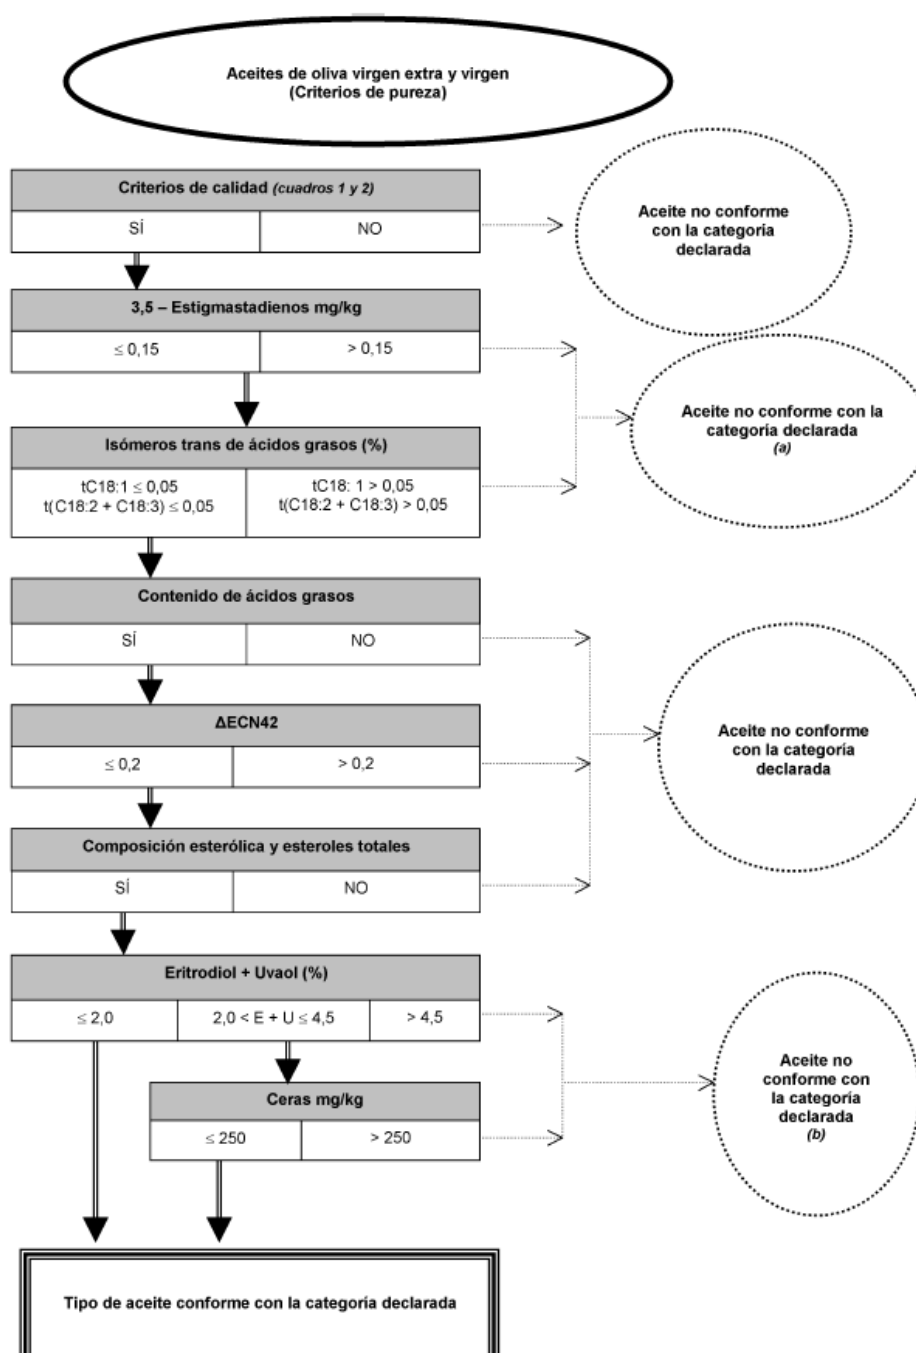 Aceites de oliva virgen extra y virgen
(Criterios de pureza)
Criterios de calidad (cuadros 1 y 2)
SÍ NO
Aceite no conforme
con la categoría
declarada
3,5 – Estigmastadienos mg/kg
≤ 0,15 > 0,15
Aceite no conforme con la
categoría declarada
(a)
Isómeros trans de ácidos grasos (%)
tC18:1 ≤ 0,05 tC18: 1 > 0,05
t(C18:2 + C18:3) ≤ 0,05 t(C18:2 + C18:3) > 0,05
Contenido de ácidos grasos
SÍ NO
ΔECN42
≤ 0,2 > 0,2
Aceite no conforme
con la categoría
declarada
Composición esterólica y esteroles totales
SÍ NO
Eritrodiol + Uvaol (%)
≤ 2,0 2,0 < E + U ≤ 4,5 > 4,5
Ceras mg/kg
≤ 250 > 250
Aceite no
conforme con
la categoría
declarada
(b)
Tipo de aceite conforme con la categoría declarada